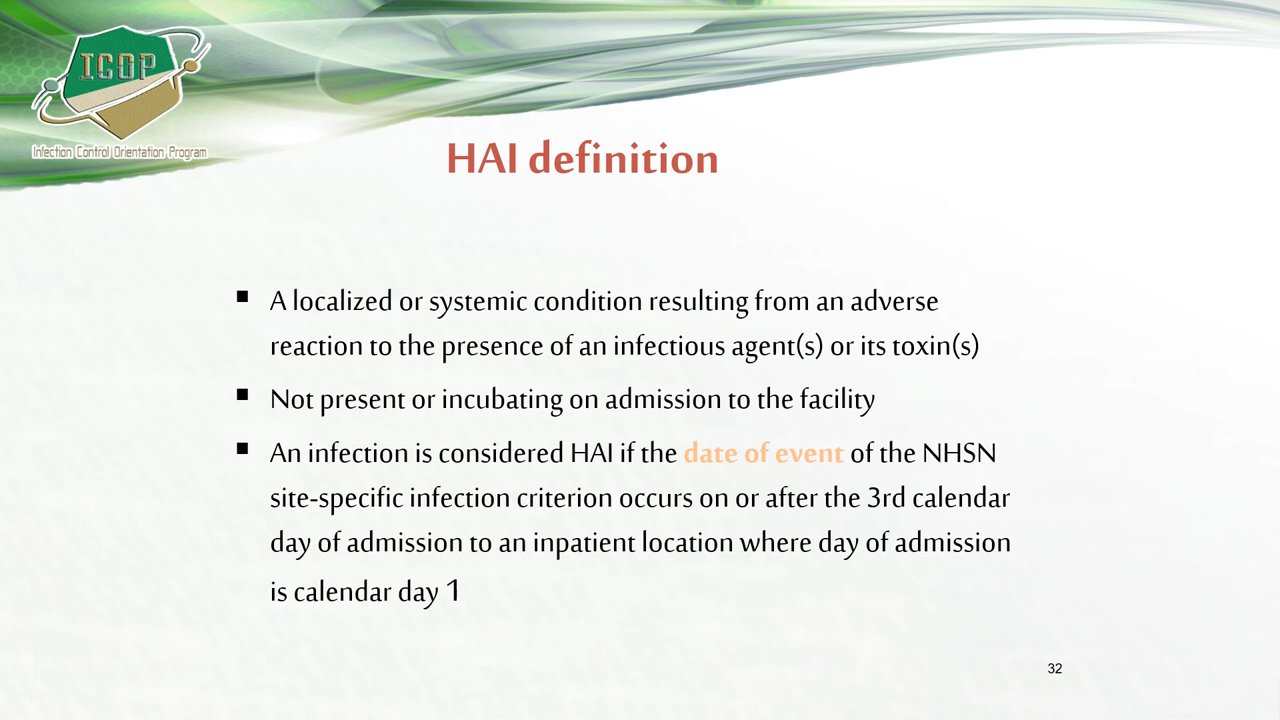 ICOP
Infection Control Orientation Program
HAI definition
▪ A localized or systemic condition resulting from an adverse
reaction to the presence of an infectious agent(s) or its toxin(s)
▪ Not present or incubating on admission to the facility
▪ An infection is considered HAI if the date of event of the NHSN
site-specific infection criterion occurs on or after the 3rd calendar
day of admission to an inpatient location where day of admission
is calendar day 1
32